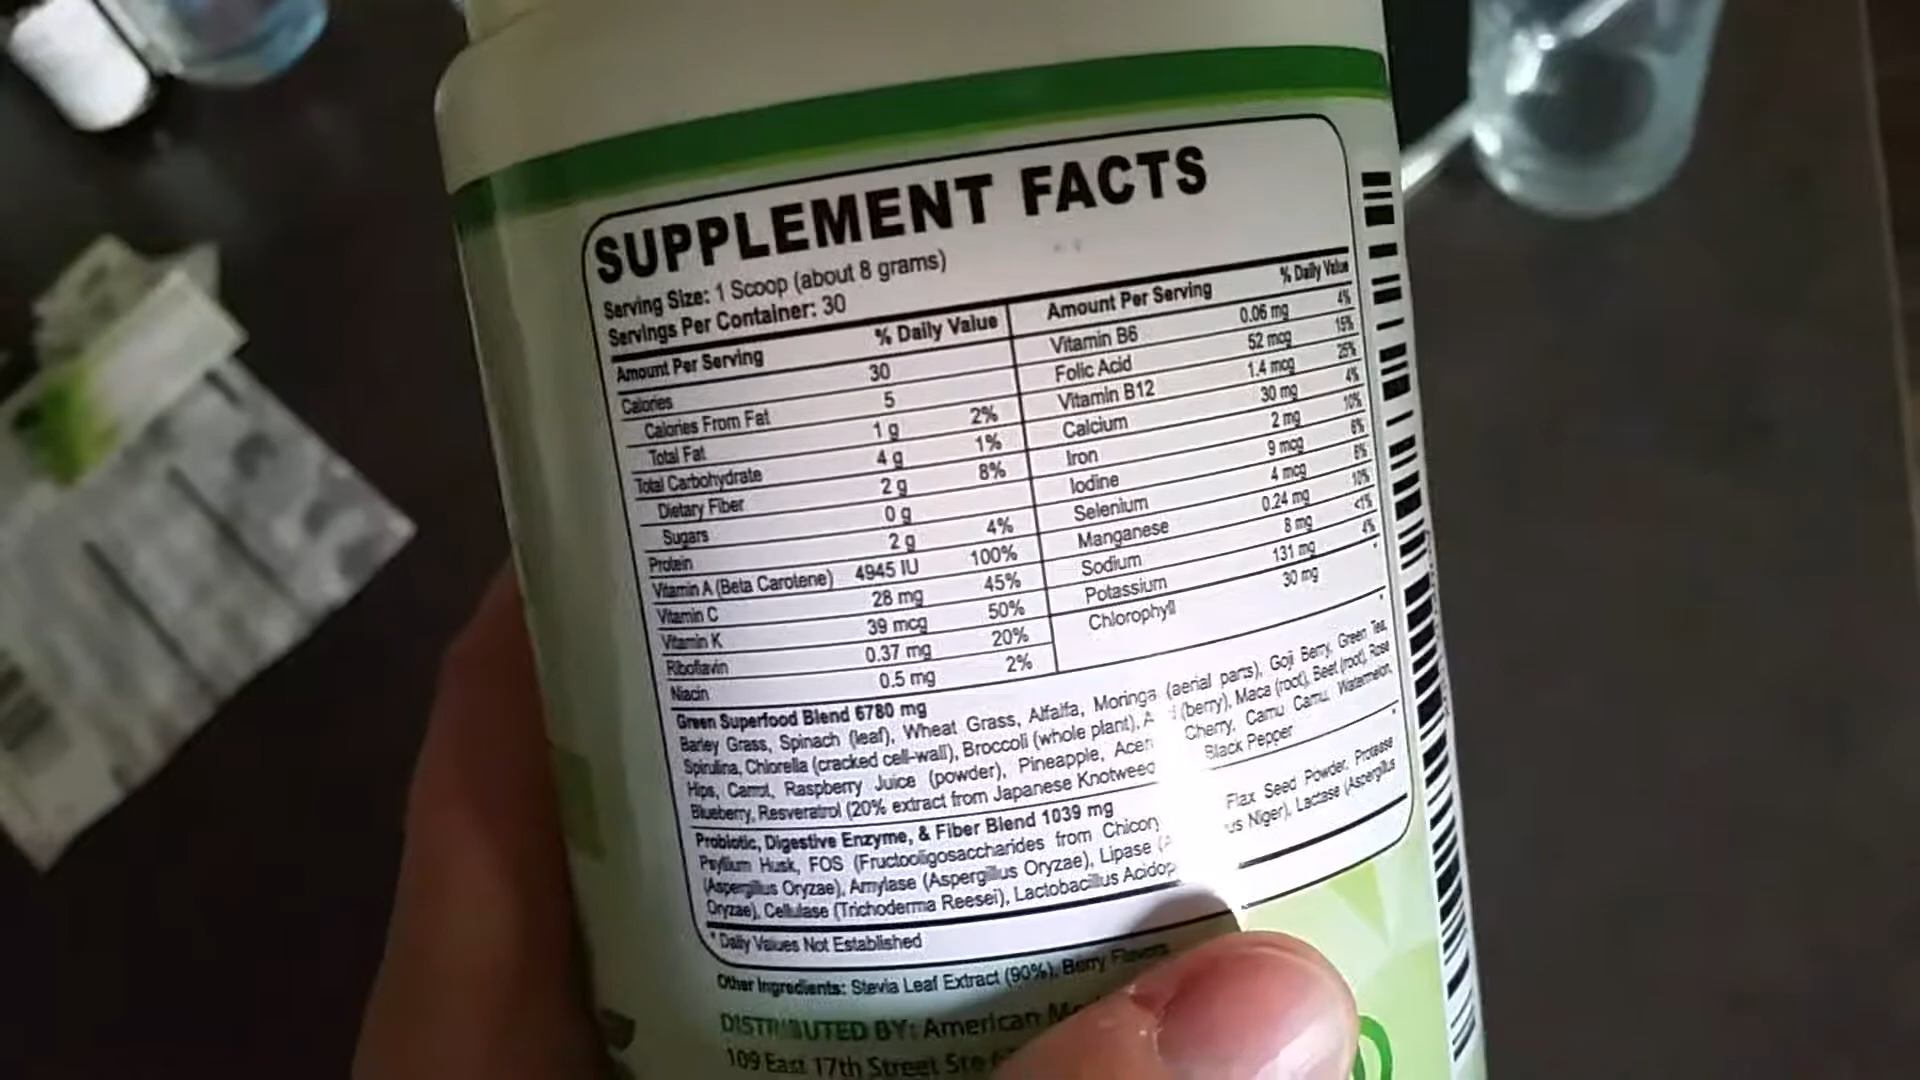 SUPPLEMENT FACTS
Serving Size: 1 Scoop (about 8 grams)
Servings Per Container: 30
Amount Per Serving % Daily Value
Calories 30
Calories From Fat 5
Total Fat 1 g 2%
Total Carbohydrate 4 g 1%
Dietary Fiber 2 g 8%
Sugars 0 g
Protein 2 g 4%
Vitamin A (Beta Carotene) 4945 IU 100%
Vitamin C 28 mg 45%
Vitamin K 39 mcg 50%
Riboflavin 0.37 mg 20%
Niacin 0.5 mg 2%
Amount Per Serving % Daily Value
Vitamin B6 0.06 mg 4%
Folic Acid 52 mcg 15%
Vitamin B12 1.4 mcg 25%
Calcium 30 mg 4%
Iron 2 mg 10%
Iodine 9 mcg 6%
Selenium 4 mcg 6%
Manganese 0.24 mg 10%
Sodium 8 mg <1%
Potassium 131 mg 4%
Chlorophyll 30 mg *
Green Superfood Blend 6780 mg *
Barley Grass, Spinach (leaf), Wheat Grass, Alfalfa, Moringa (aerial parts), Goji Berry, Green Tea,
Spirulina, Chlorella (cracked cell-wall), Broccoli (whole plant), (berry), Maca (root), Beet (root), Rose
Hips, Carrot, Raspberry Juice (powder), Pineapple, Cherry, Camu Camu, Watermelon,
Blueberry, Resveratrol (20% extract from Japanese Knotweed Black Pepper
Probiotic, Digestive Enzyme, & Fiber Blend 1039 mg *
Psyllium Husk, FOS (Fructooligosaccharides from Flax Seed Powder, Protease
(Aspergillus Oryzae), Amylase (Aspergillus Oryzae), Lipase Niger), Lactase (Aspergillus
Oryzae), Cellulase (Trichoderma Reesei), Lactobacillus
* Daily Values Not Established
Other Ingredients: Stevia Leaf Extract (90%), Berry Flavors
DISTRIBUTED BY: American
109 East 17th Street Ste